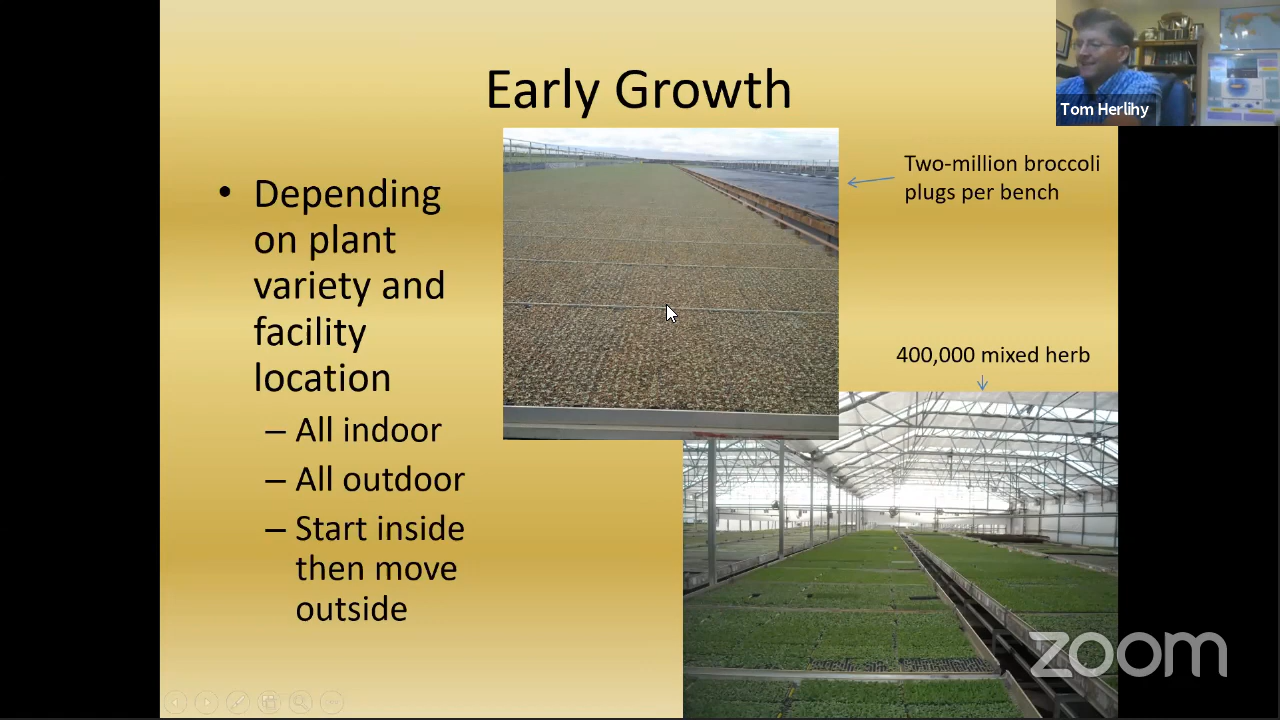 Early Growth
Tom Herlihy
• Depending
on plant
variety and
facility
location
– All indoor
– All outdoor
– Start inside
then move
outside
Two-million broccoli
plugs per bench
400,000 mixed herb
zoom